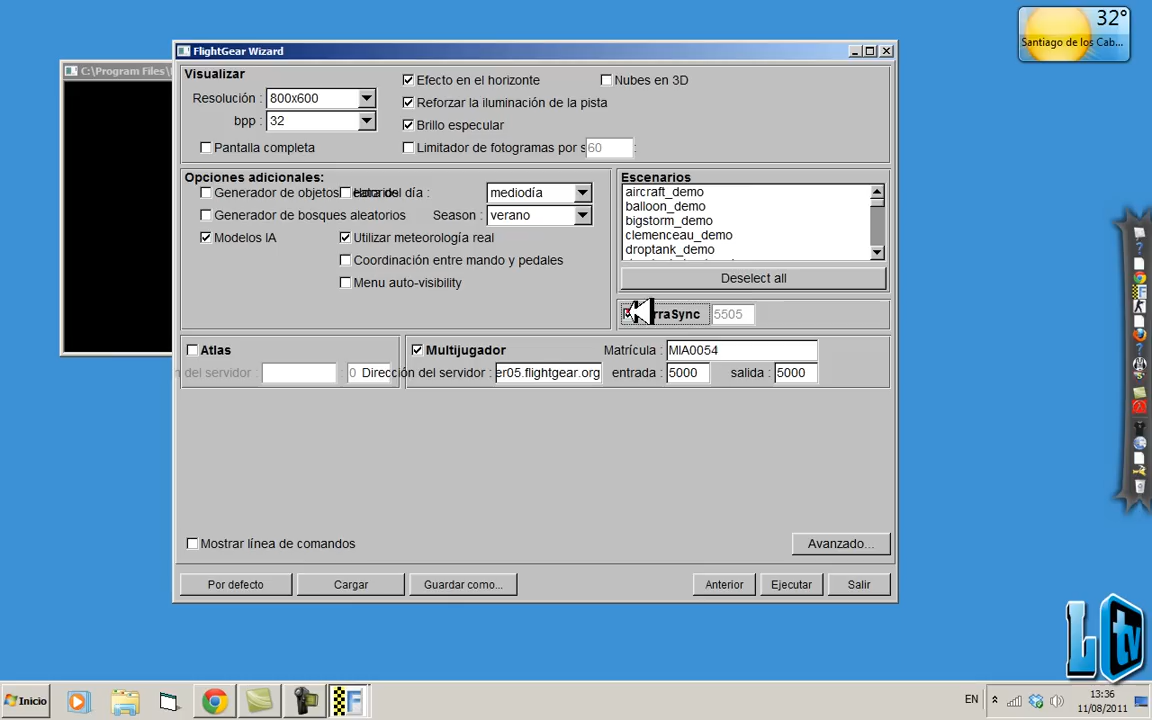 32°
Santiago de los Cab...
C:\Program Files\
FlightGear Wizard
Visualizar
Resolución : 800x600
bpp : 32
Pantalla completa
Efecto en el horizonte
Nubes en 3D
Reforzar la iluminación de la pista
Brillo especular
Limitador de fotogramas por s 60 :
Opciones adicionales:
Generador de objetos
del día :
mediodía
Generador de bosques aleatorios
Season : verano
Modelos IA
Utilizar meteorología real
Coordinación entre mando y pedales
Menu auto-visibility
Escenarios
aircraft_demo
balloon_demo
bigstorm_demo
clemenceau_demo
droptank_demo
Deselect all
rraSync 5505
Atlas
del servidor : 0
Multijugador
Matrícula : MIA0054
Dirección del servidor : er05.flightgear.org
entrada : 5000
salida : 5000
Mostrar línea de comandos
Avanzado...
Por defecto
Cargar
Guardar como...
Anterior
Ejecutar
Salir
L tv
Inicio
EN
13:36
11/08/2011